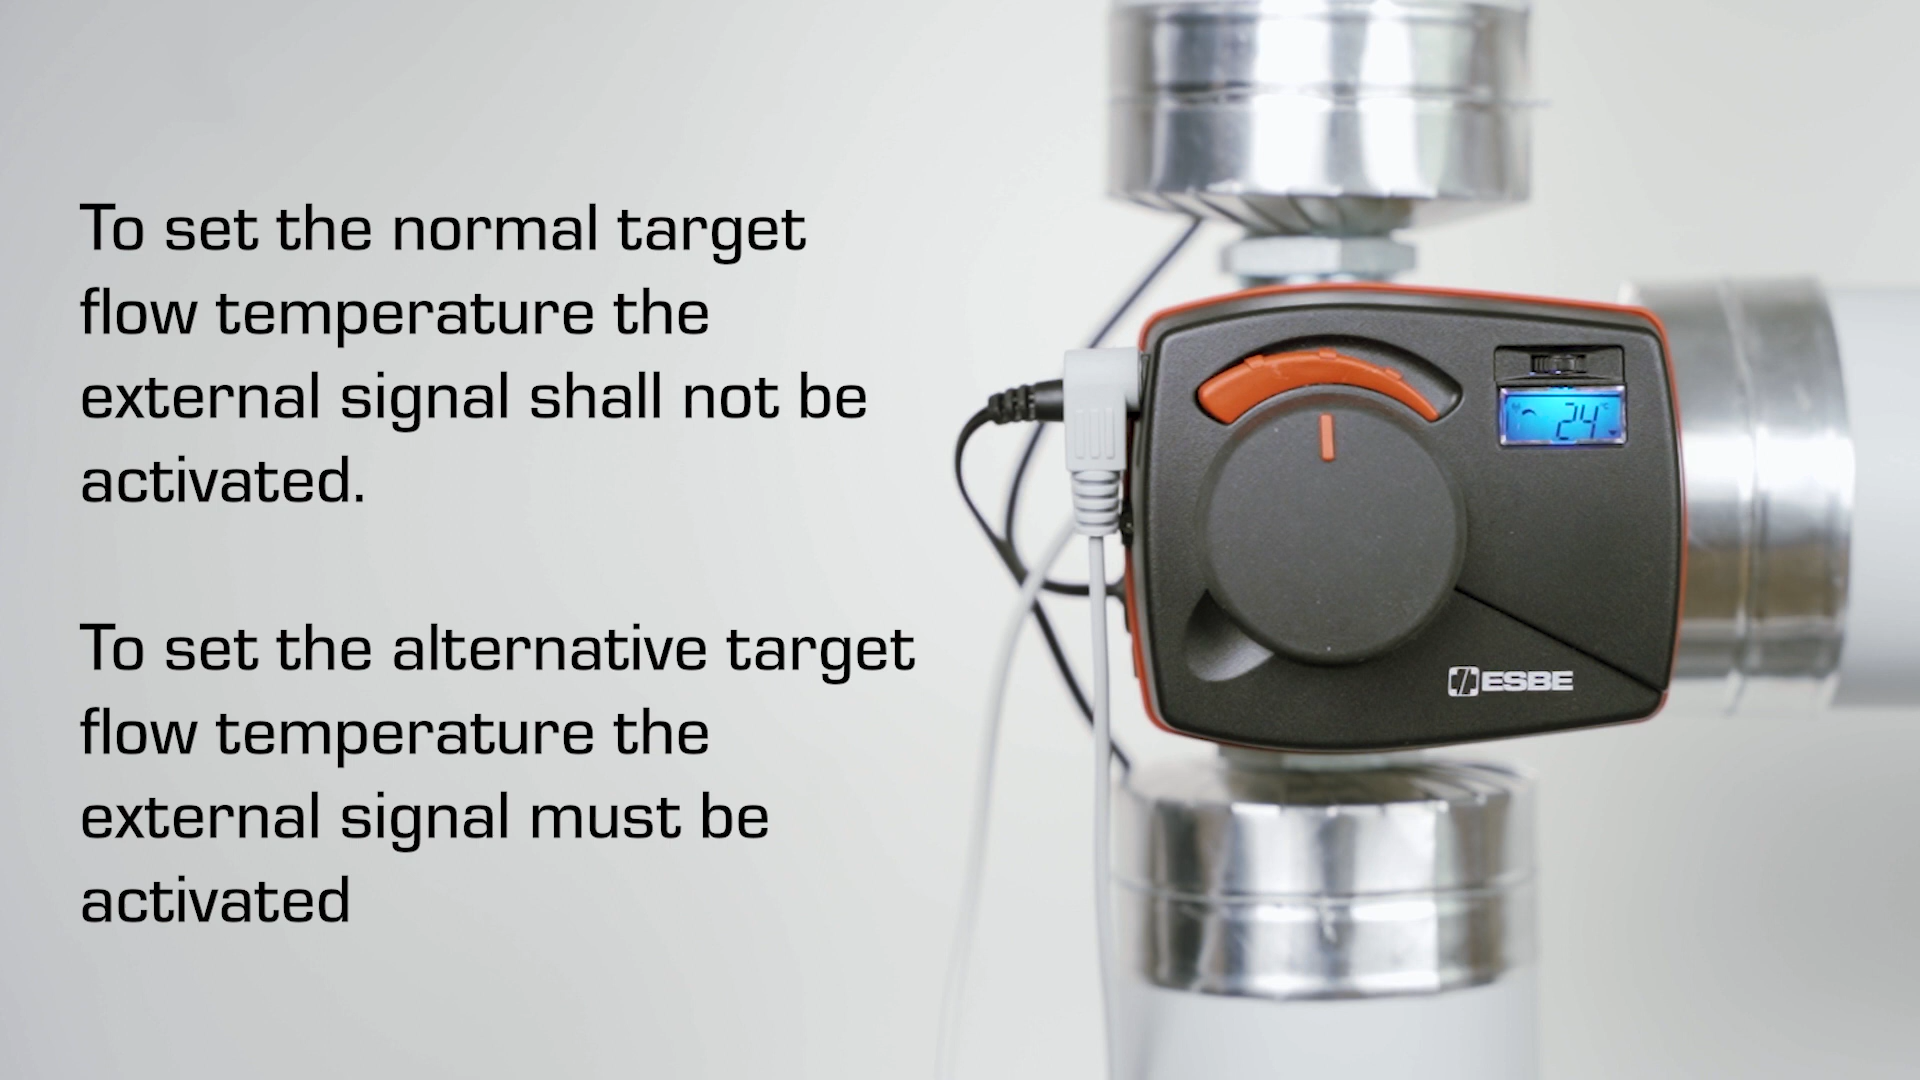 To set the normal target
flow temperature the
external signal shall not be
activated.
To set the alternative target
flow temperature the
external signal must be
activated
24
ESBE